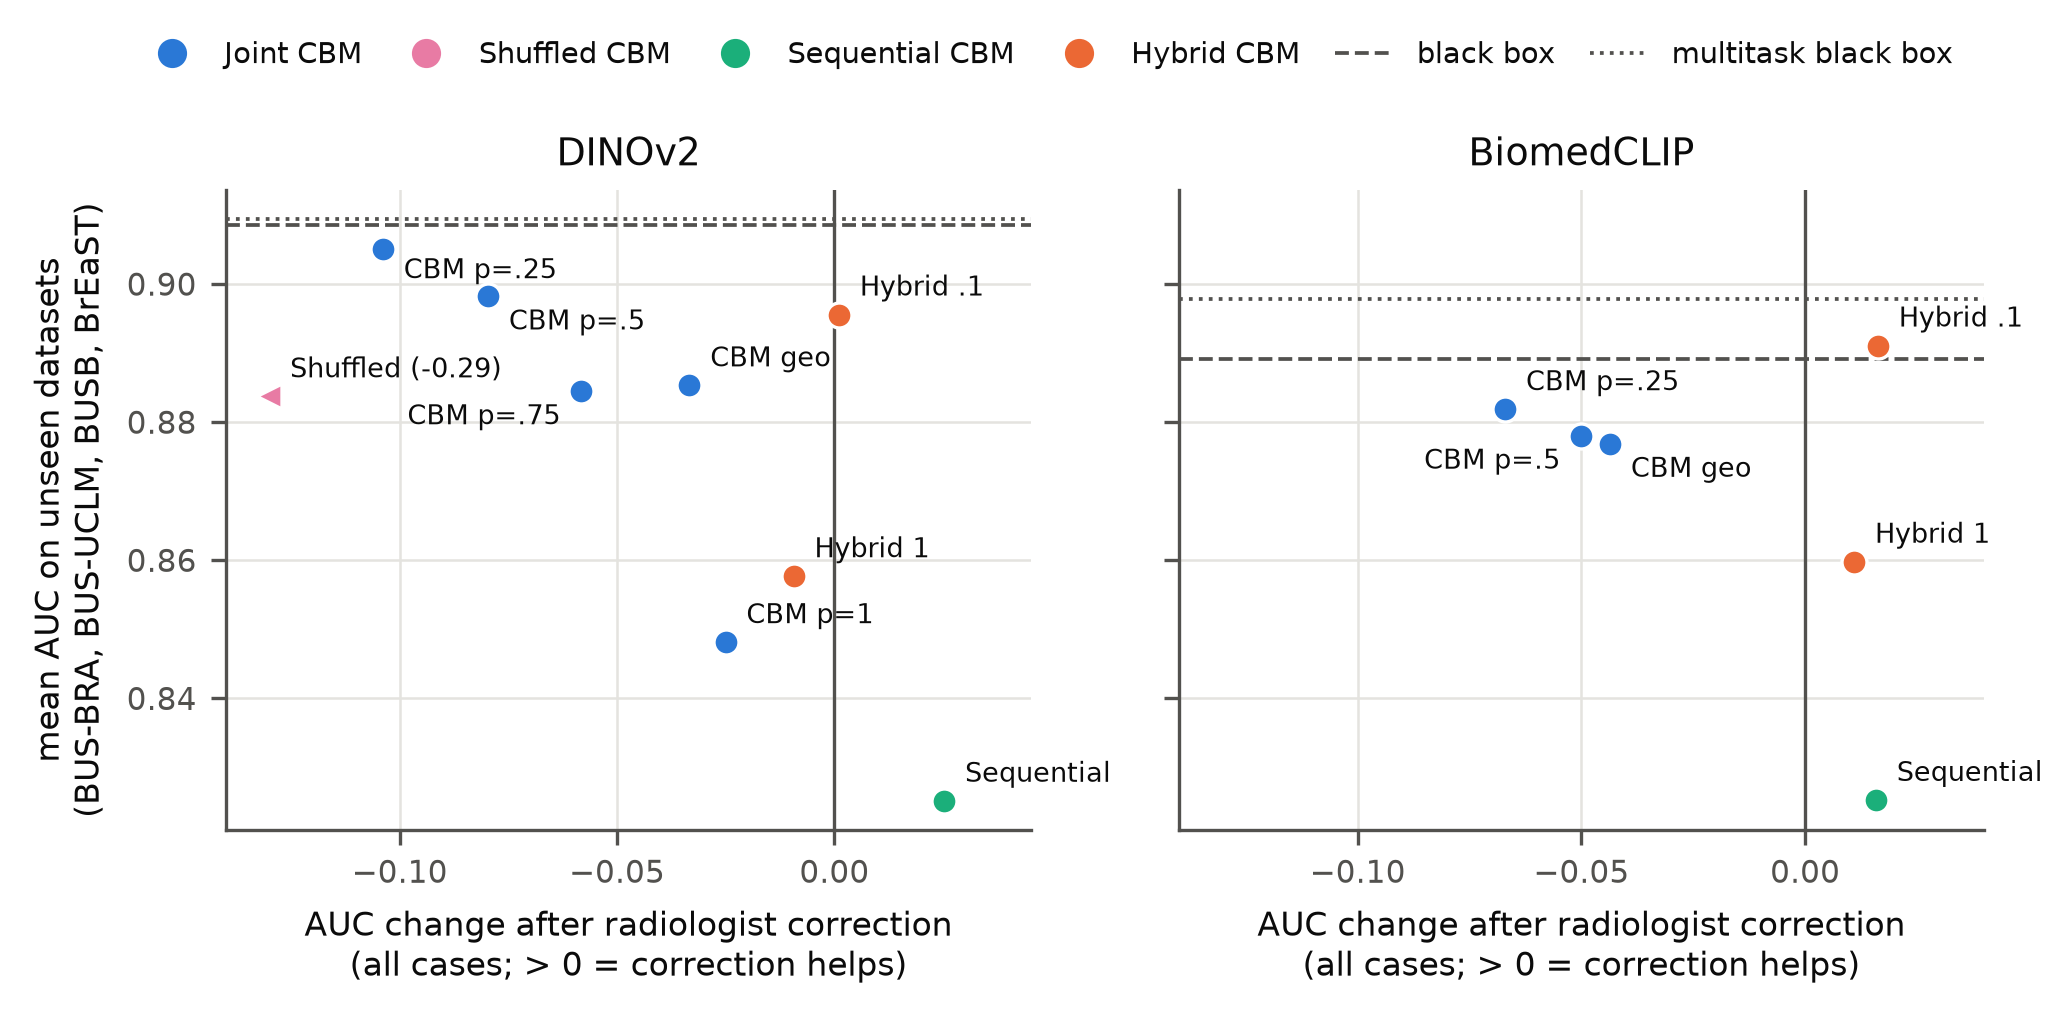 Joint CBM
Shuffled CBM
Sequential CBM
Hybrid CBM
black box
multitask black box
DINOv2
BiomedCLIP
mean AUC on unseen datasets
(BUS-BRA, BUS-UCLM, BUSB, BrEaST)
0.90
0.88
0.86
0.84
CBM p=.25
CBM p=.5
Hybrid .1
Shuffled (-0.29)
CBM geo
CBM p=.75
Hybrid 1
CBM p=1
Sequential
−0.10
−0.05
0.00
AUC change after radiologist correction
(all cases; > 0 = correction helps)
Hybrid .1
CBM p=.25
CBM p=.5
CBM geo
Hybrid 1
Sequential
−0.10
−0.05
0.00
AUC change after radiologist correction
(all cases; > 0 = correction helps)